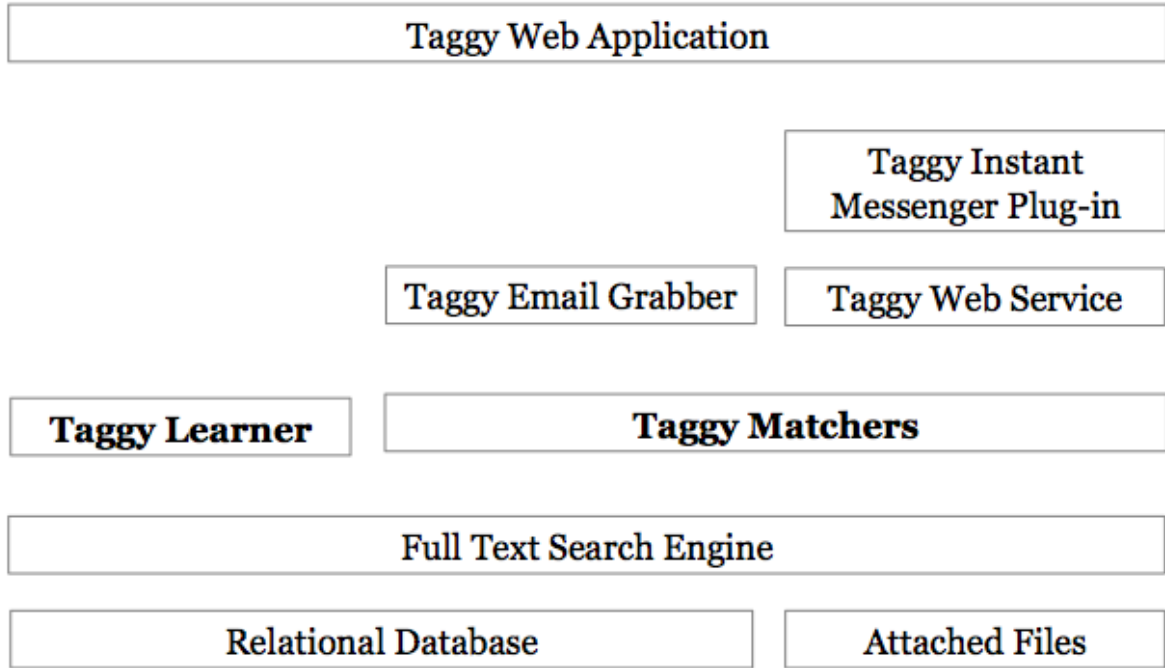 Taggy Web Application
Taggy Instant
Messenger Plug-in
Taggy Email Grabber
Taggy Web Service
Taggy Learner
Taggy Matchers
Full Text Search Engine
Relational Database
Attached Files